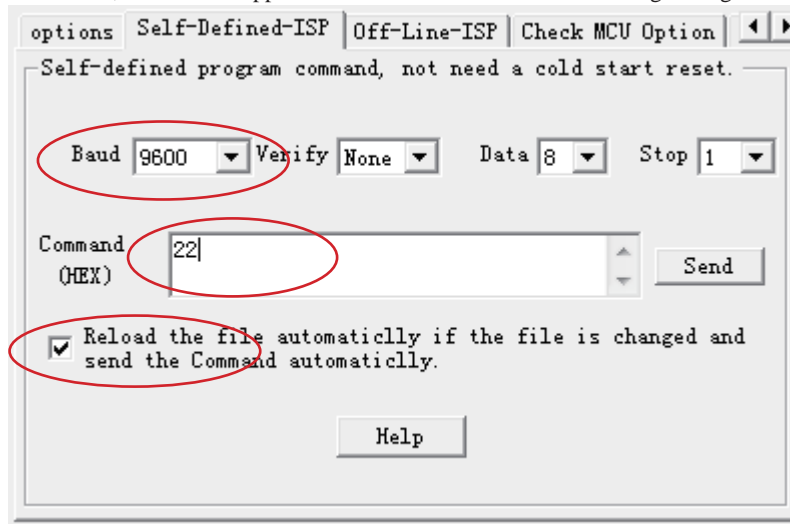 options Self-Defined-ISP Off-Line-ISP Check MCU Option
Self-defined program command, not need a cold start reset.
Baud 9600 Verify None Data 8 Stop 1
Command 22
(HEX) Send
Reload the file automaticlly if the file is changed and
send the Command automaticlly.
Help